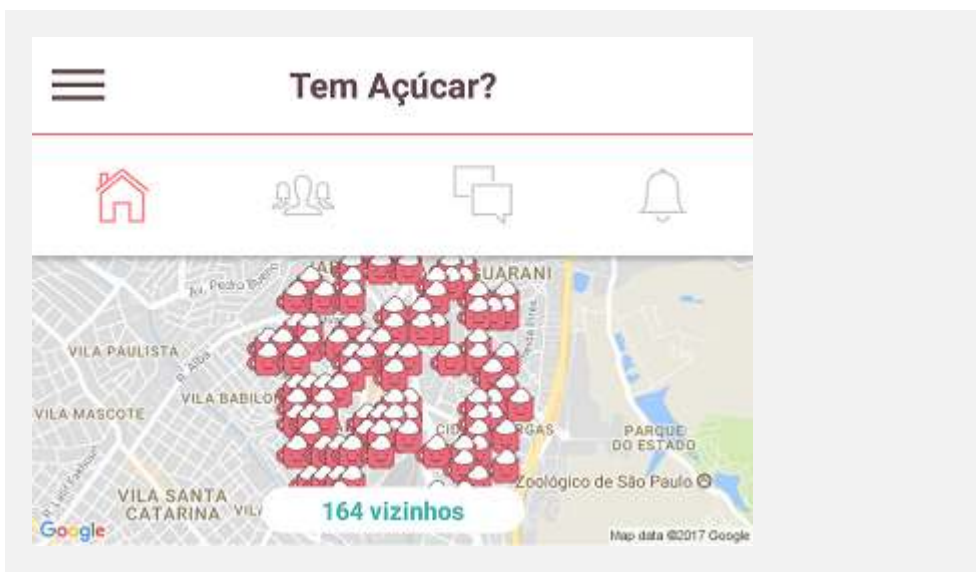 Tem Açúcar?
GUARANI
Av. Pedro
VILA PAULISTA
R. Alba
VILA MASCOTE
VILA BABILO
PARQUE
DO ESTADO
Zoológico de São Paulo
VILA SANTA
CATARINA
164 vizinhos
Google
Map data ©2017 Google